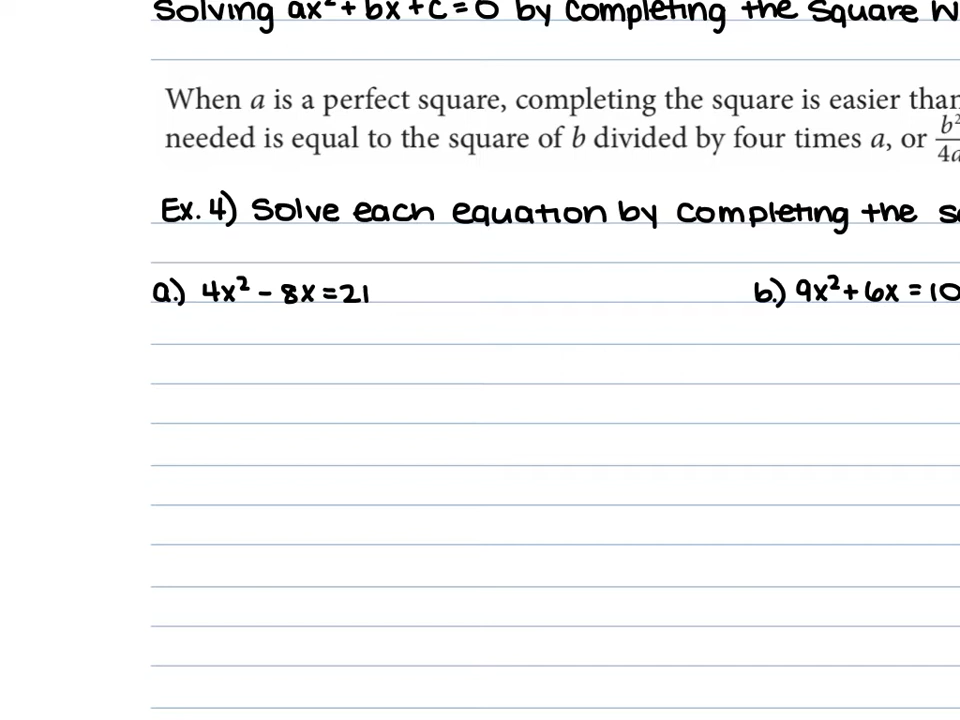 Solving ax² + bx + c = 0 by Completing the Square
When a is a perfect square, completing the square is easier than
needed is equal to the square of b divided by four times a, or b²/4a
Ex. 4) Solve each equation by completing the
a.) 4x² - 8x = 21 b.) 9x² + 6x = 10